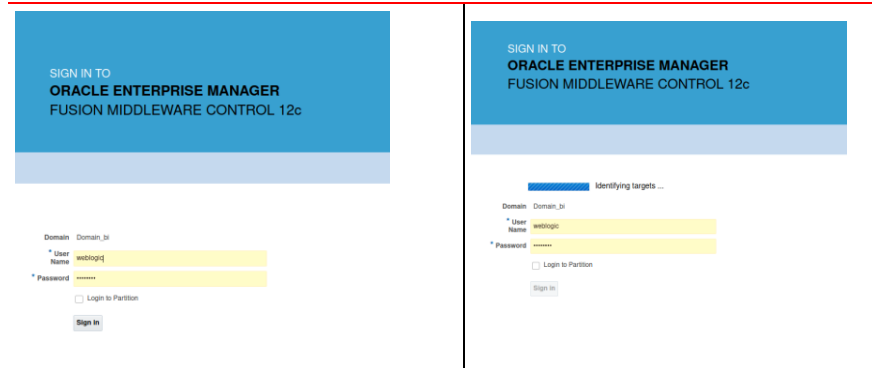 SIGN IN TO
ORACLE ENTERPRISE MANAGER
FUSION MIDDLEWARE CONTROL 12c
Domain Domain_bi
* User Name weblogic
* Password ••••••••
Login to Partition
Sign in
SIGN IN TO
ORACLE ENTERPRISE MANAGER
FUSION MIDDLEWARE CONTROL 12c
Identifying targets ...
Domain Domain_bi
* User Name weblogic
* Password ••••••••
Login to Partition
Sign in